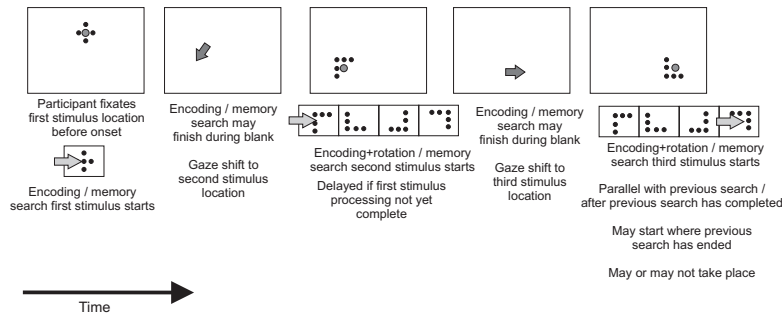 Participant fixates
first stimulus location
before onset
Encoding / memory
search first stimulus starts
Encoding / memory
search may
finish during blank
Gaze shift to
second stimulus
location
Encoding+rotation / memory
search second stimulus starts
Delayed if first stimulus
processing not yet
complete
Encoding / memory
search may
finish during blank
Gaze shift to
third stimulus
location
Encoding+rotation / memory
search third stimulus starts
Parallel with previous search /
after previous search has completed
May start where previous
search has ended
May or may not take place
Time